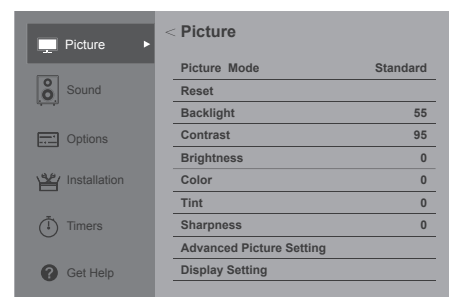 Picture
Sound
Options
Installation
Timers
Get Help
< Picture
Picture Mode Standard
Reset
Backlight 55
Contrast 95
Brightness 0
Color 0
Tint 0
Sharpness 0
Advanced Picture Setting
Display Setting